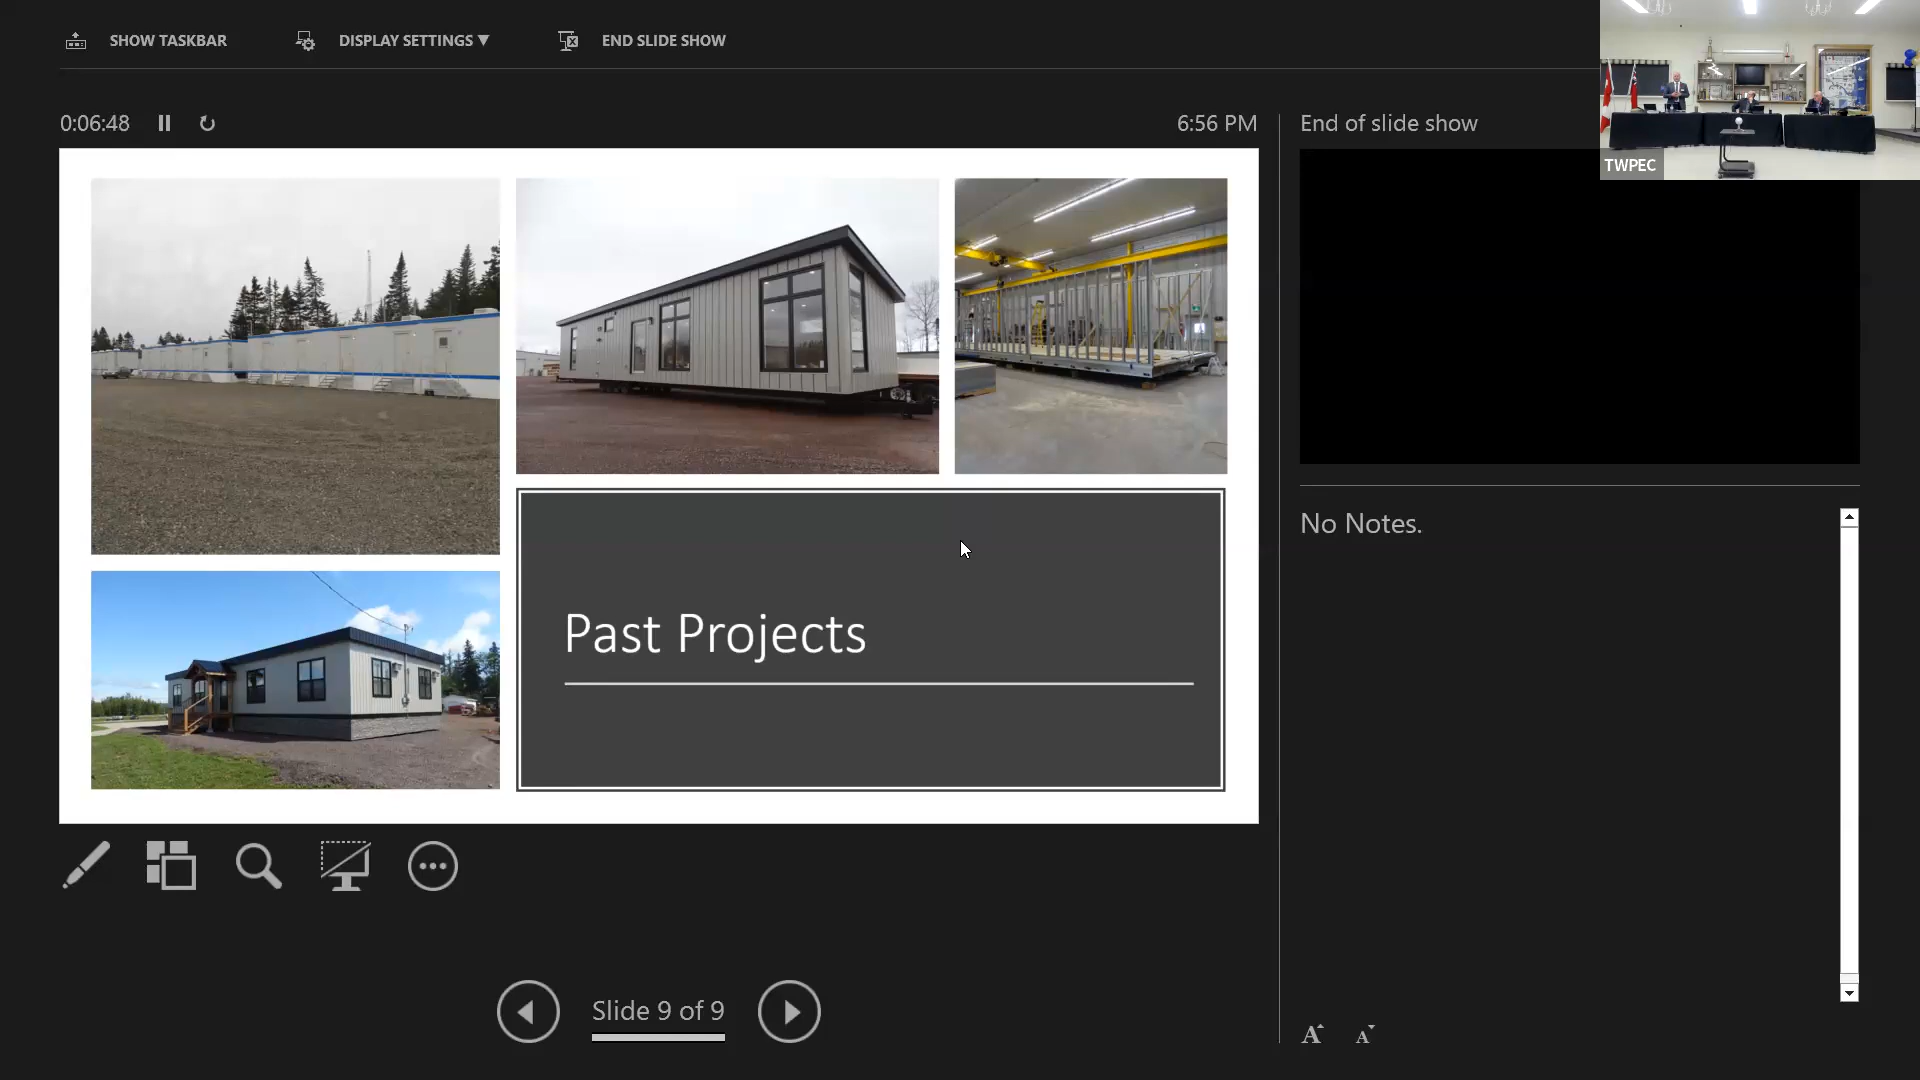 SHOW TASKBAR
DISPLAY SETTINGS ▼
END SLIDE SHOW
0:06:48
6:56 PM
End of slide show
TWPEC
Past Projects
No Notes.
Slide 9 of 9
A A